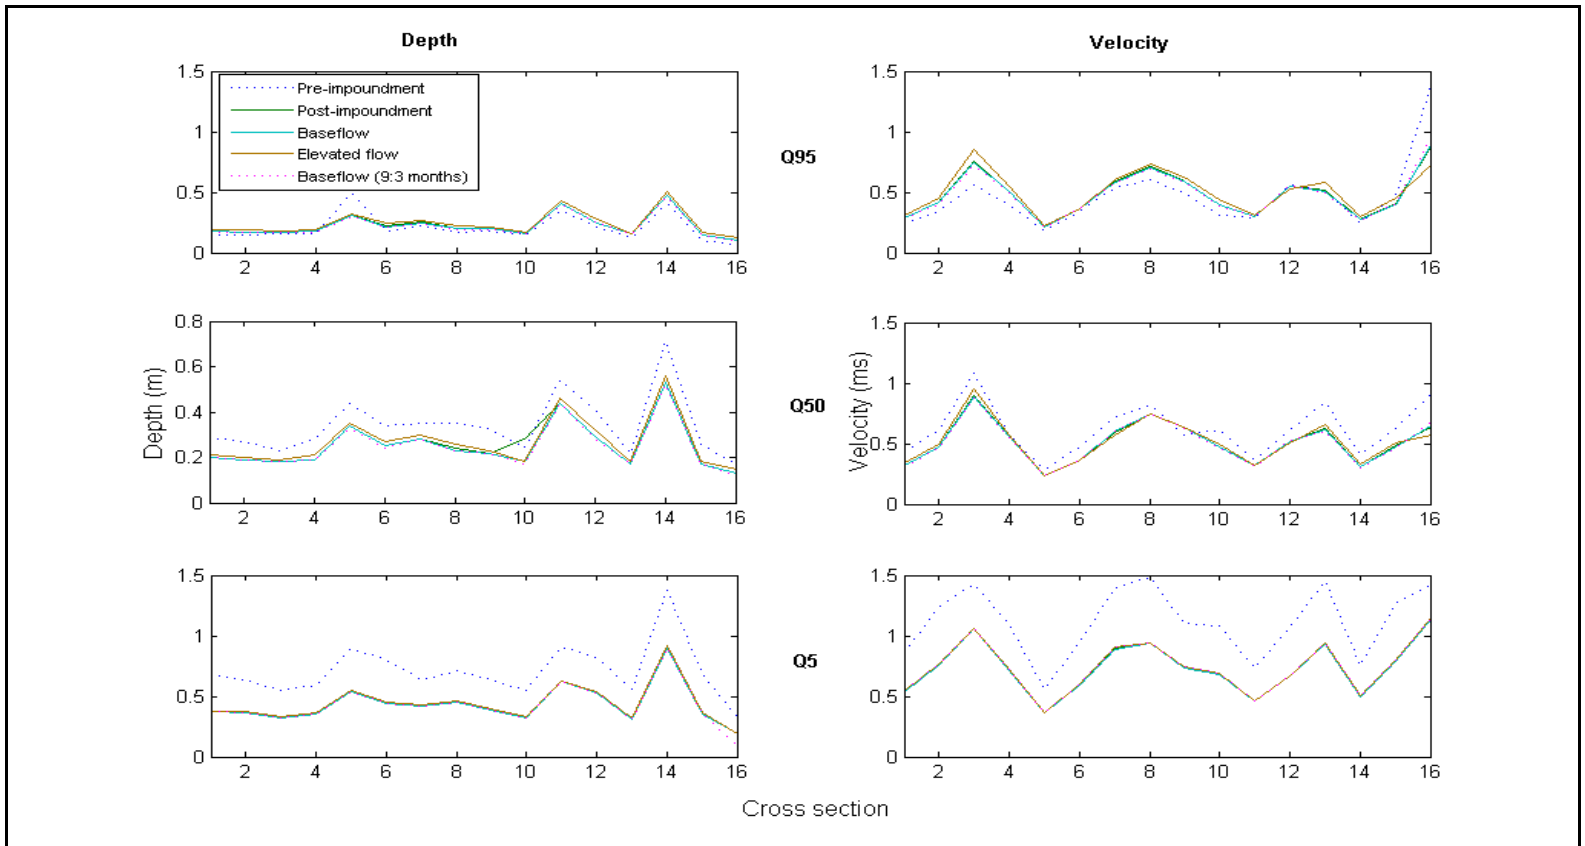 Depth
Velocity
1.5
1
0.5
0
2 4 6 8 10 12 14 16
Pre-impoundment
Post-impoundment
Baseflow
Elevated flow
Baseflow (9:3 months)
Q95
1.5
1
0.5
0
2 4 6 8 10 12 14 16
Depth (m)
0.8
0.6
0.4
0.2
0
2 4 6 8 10 12 14 16
Q50
Velocity (ms)
1.5
1
0.5
0
2 4 6 8 10 12 14 16
1.5
1
0.5
0
2 4 6 8 10 12 14 16
Q5
1.5
1
0.5
0
2 4 6 8 10 12 14 16
Cross section